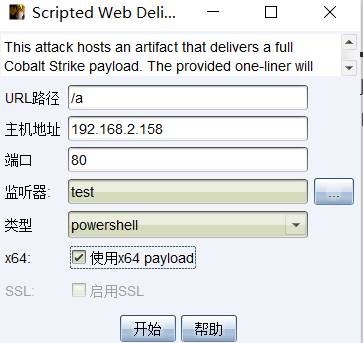 Scripted Web Deli...
This attack hosts an artifact that delivers a full
Cobalt Strike payload. The provided one-liner will
URL路径 /a
主机地址 192.168.2.158
端口 80
监听器: test ...
类型 powershell
x64: 使用x64 payload
SSL: 启用SSL
开始 帮助